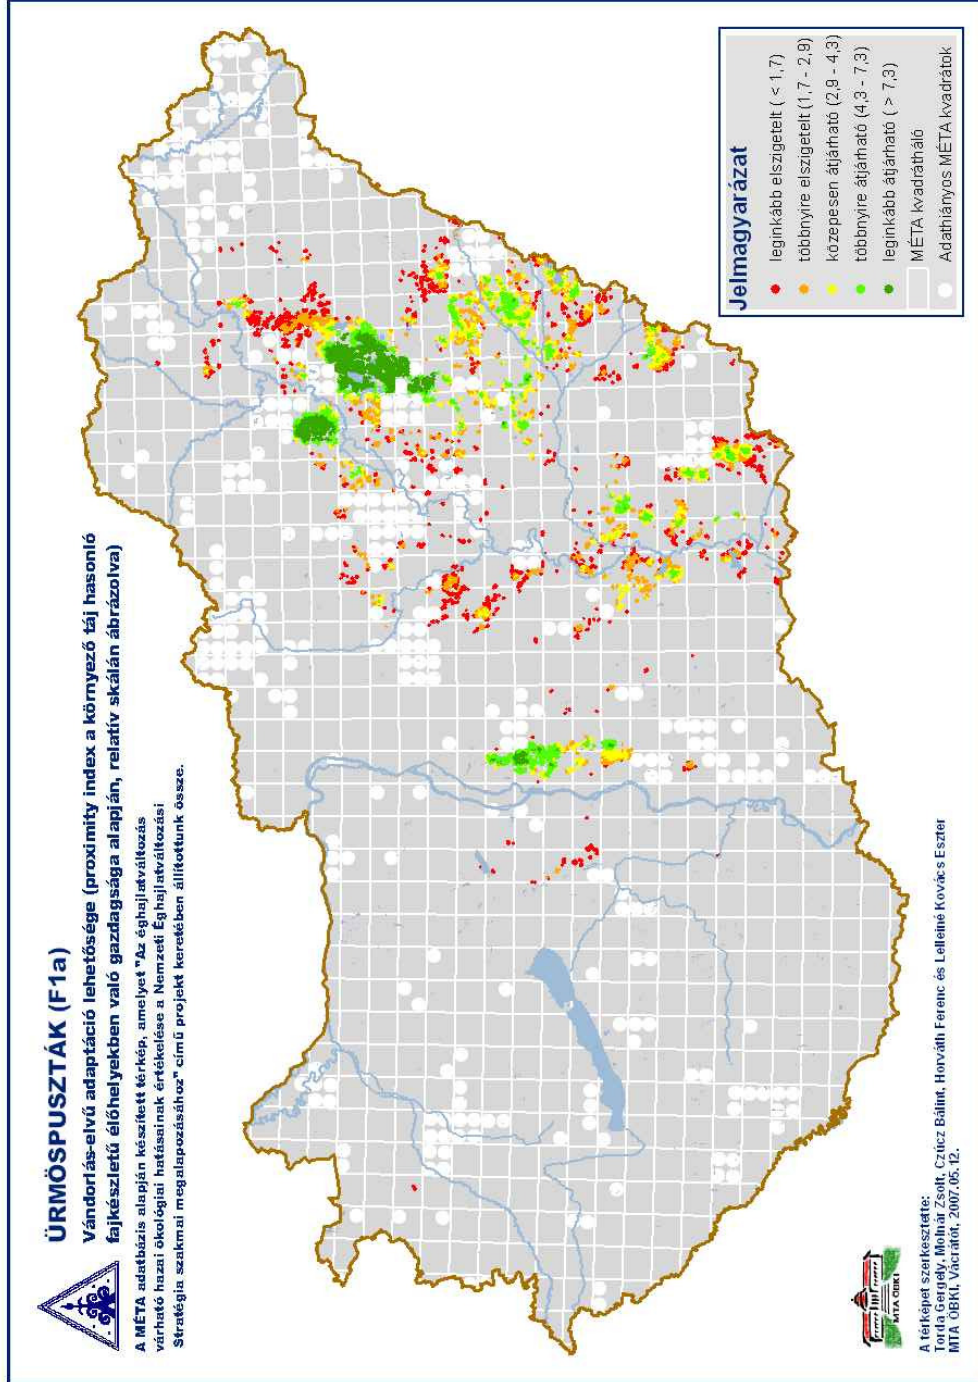 ÜRMÖSPUSZTÁK (F1a)
Vándorlás-elvű adaptáció lehetősége (proximity index a környező táj hasonló
fajkészletű élőhelyekben való gazdagsága alapján, relatív skálán ábrázolva)
A MÉTA adatbázis alapján készített térkép, amelyet "Az éghajlatváltozás
várható hazai ökológiai hatásainak értékelése a Nemzeti Éghajlatváltozási
Stratégia szakmai megalapozásához" című projekt keretében állítottunk össze.
Jelmagyarázat
leginkább elszigetelt ( < 1,7)
többnyire elszigetelt (1,7 - 2,9)
közepesen átjárható (2,9 - 4,3)
többnyire átjárható (4,3 - 7,3)
leginkább átjárható ( > 7,3)
MÉTA kvadrátháló
Adathiányos MÉTA kvadrátok
MTA ÖBKI
A térképet szerkesztette:
Torda Gergely, Molnár Zsolt, Czúcz Bálint, Horváth Ferenc és Lelleiné Kovács Eszter
MTA ÖBKI, Vácrátót, 2007.05.12.